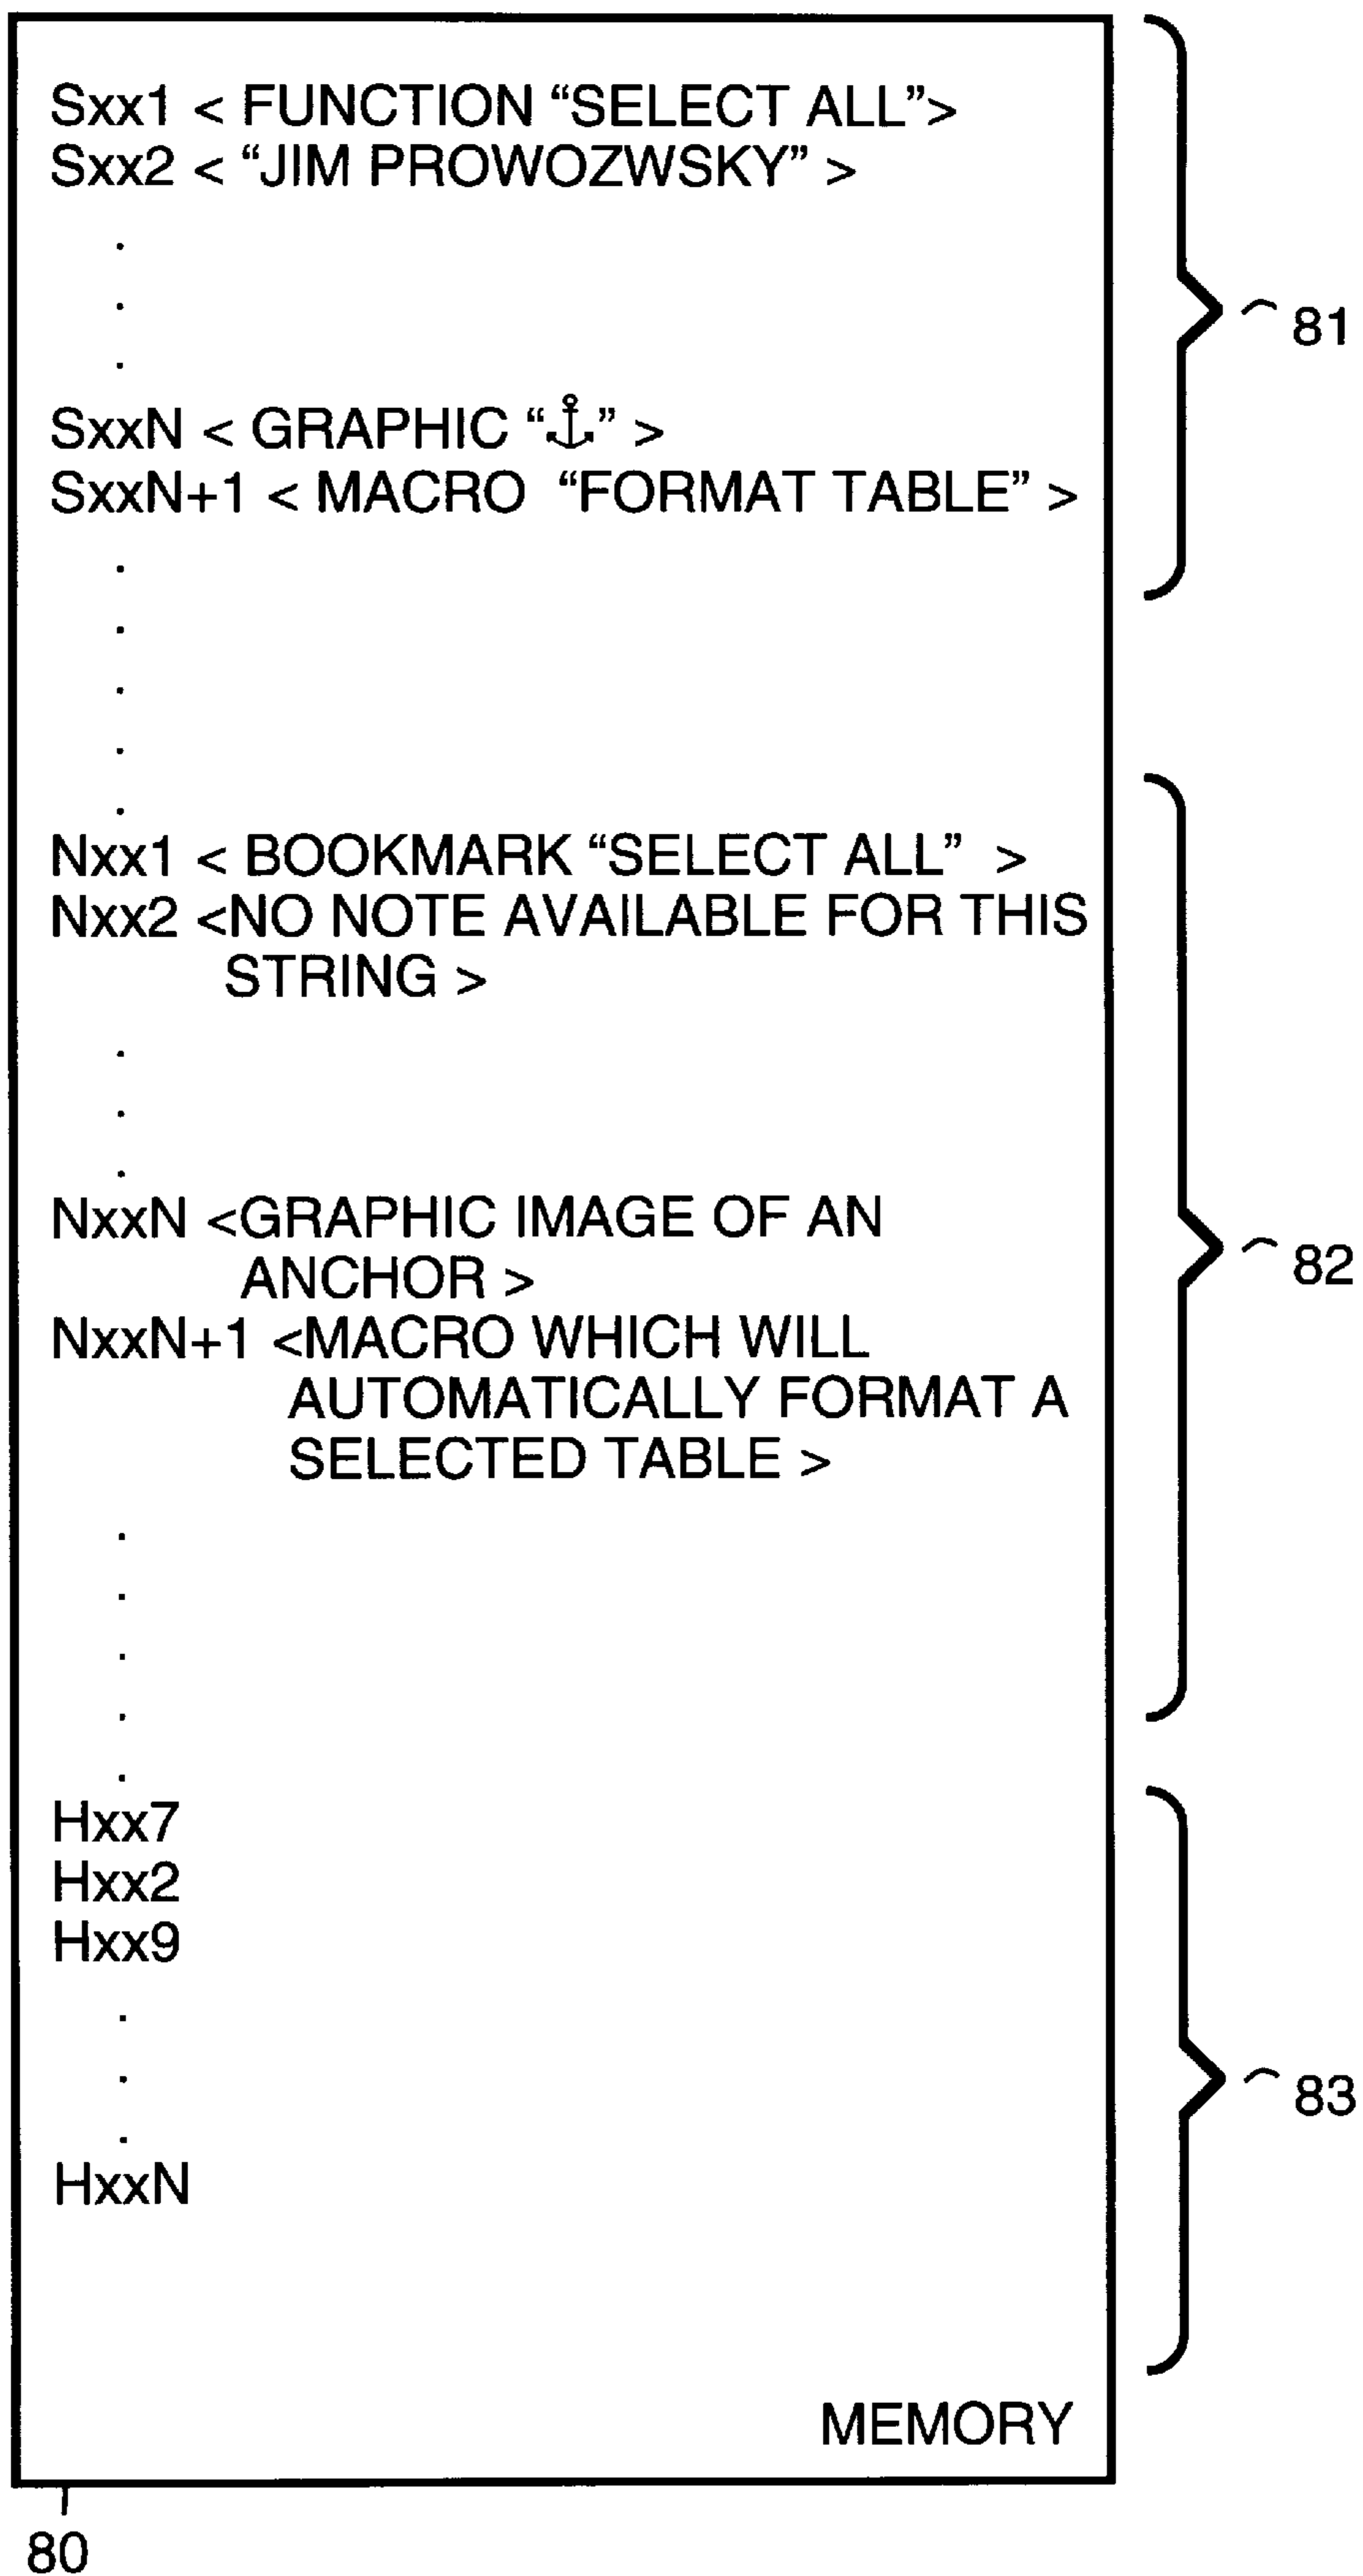 Sxx1 < FUNCTION “SELECT ALL”>
Sxx2 < “JIM PROWOZWSKY” >
.
.
.
SxxN < GRAPHIC “⚓” >
SxxN+1 < MACRO “FORMAT TABLE” >
.
.
.
.
.
81
Nxx1 < BOOKMARK “SELECT ALL” >
Nxx2 <NO NOTE AVAILABLE FOR THIS
STRING >
.
.
.
NxxN <GRAPHIC IMAGE OF AN
ANCHOR >
NxxN+1 <MACRO WHICH WILL
AUTOMATICALLY FORMAT A
SELECTED TABLE >
.
.
.
.
.
82
Hxx7
Hxx2
Hxx9
.
.
.
HxxN
83
MEMORY
80